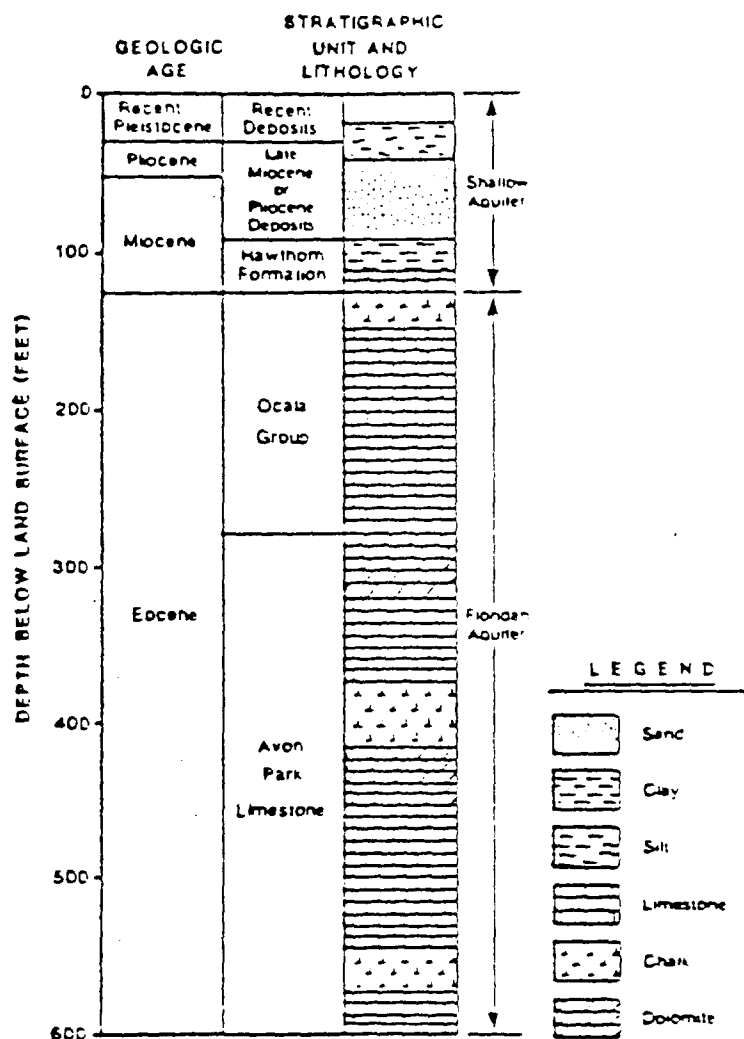 STRATIGRAPHIC
UNIT AND
LITHOLOGY
GEOLOGIC
AGE
DEPTH BELOW LAND SURFACE (FEET)
0
100
200
300
400
500
600
Recent
Pleistocene
Pliocene
Miocene
Eocene
Recent
Deposits
Late
Miocene
or
Pliocene
Deposits
Hawthorn
Formation
Ocala
Group
Avon
Park
Limestone
Shallow
Aquifer
Floridan
Aquifer
LEGEND
Sand
Clay
Silt
Limestone
Chalk
Dolomite